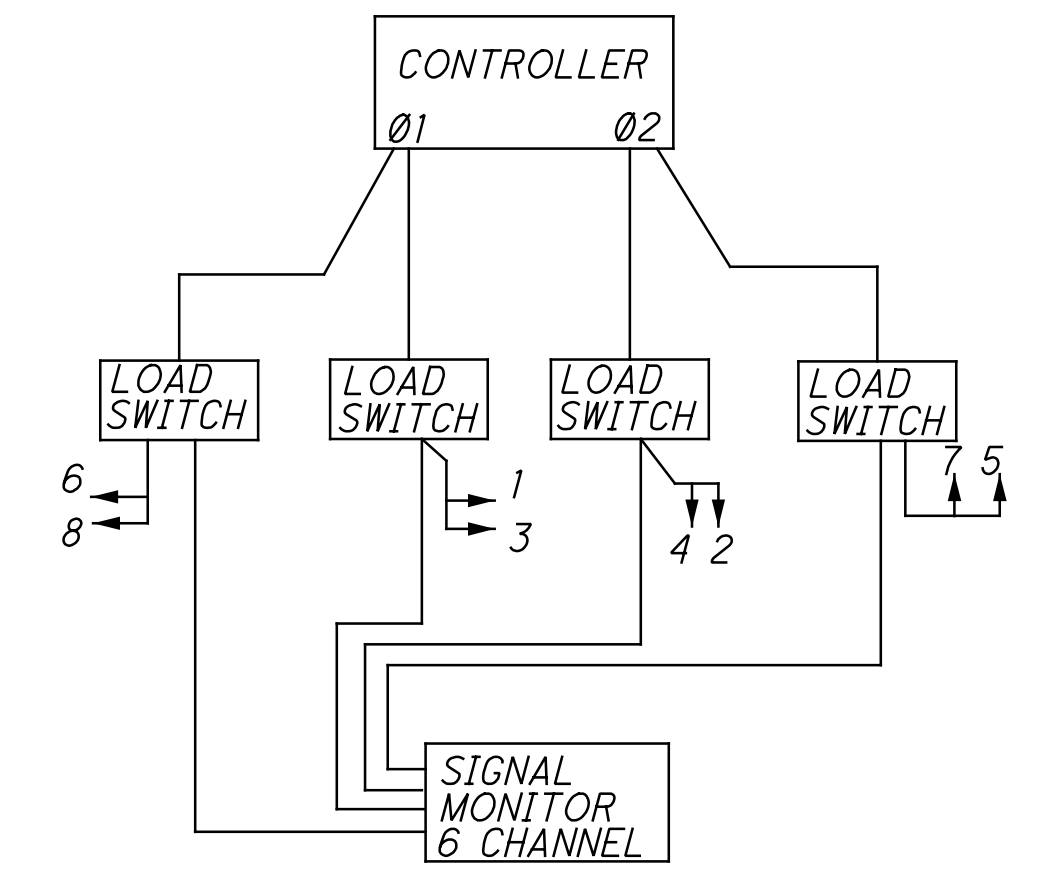 CONTROLLER
Ø1 Ø2
LOAD
SWITCH
LOAD
SWITCH
LOAD
SWITCH
LOAD
SWITCH
6
8
1
3
4 2
7 5
SIGNAL
MONITOR
6 CHANNEL